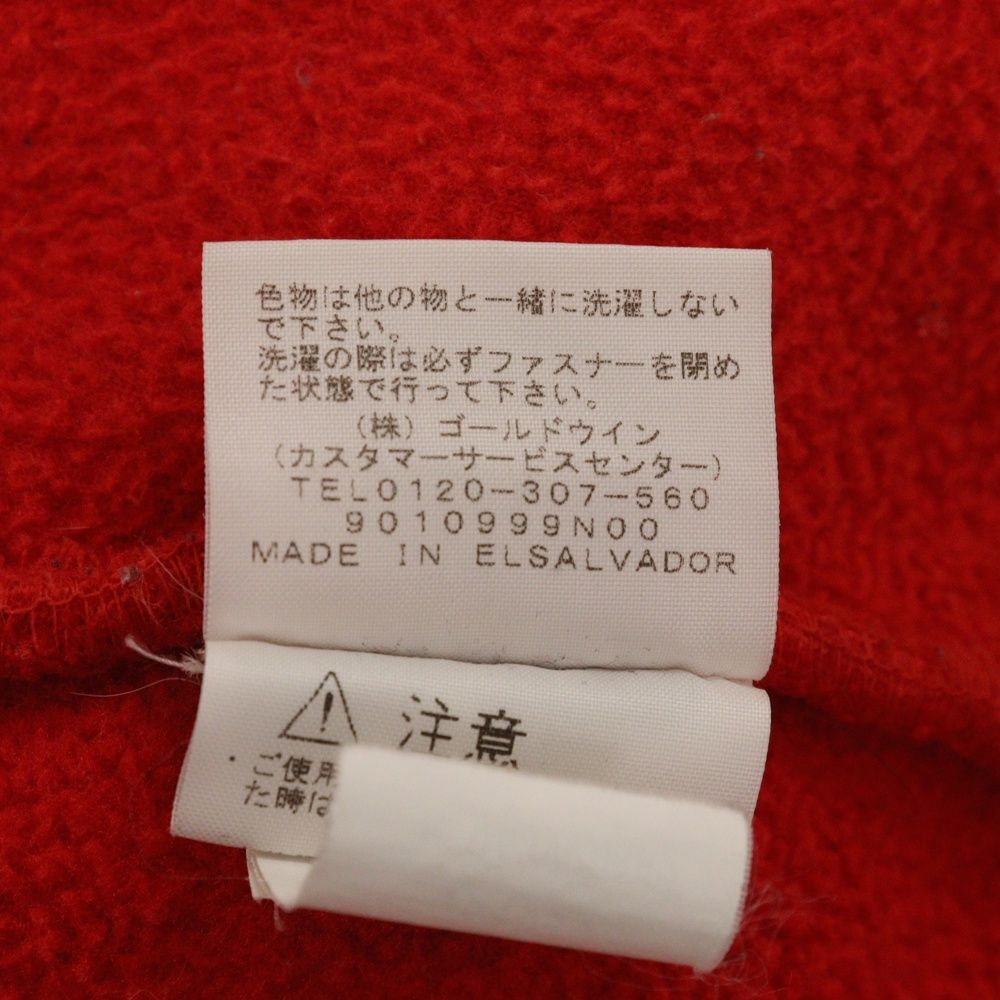 色物は他の物と一緒に洗濯しない
で下さい。
洗濯の際は必ずファスナーを閉め
た状態で行って下さい。
(株)ゴールドウイン
(カスタマーサービスセンター)
TEL0120-307-560
9010999N00
MADE IN ELSALVADOR
注意
・ご使用
た時は